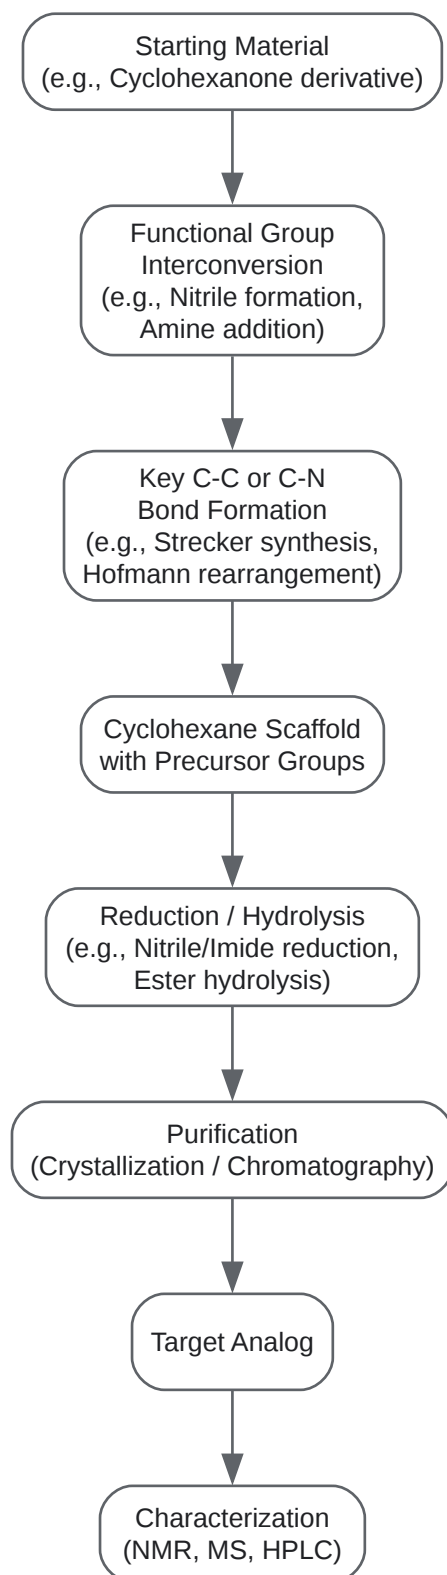 Starting Material
(e.g., Cyclohexanone derivative)
Functional Group
Interconversion
(e.g., Nitrile formation,
Amine addition)
Key C-C or C-N
Bond Formation
(e.g., Strecker synthesis,
Hofmann rearrangement)
Cyclohexane Scaffold
with Precursor Groups
Reduction / Hydrolysis
(e.g., Nitrile/Imide reduction,
Ester hydrolysis)
Purification
(Crystallization / Chromatography)
Target Analog
Characterization
(NMR, MS, HPLC)